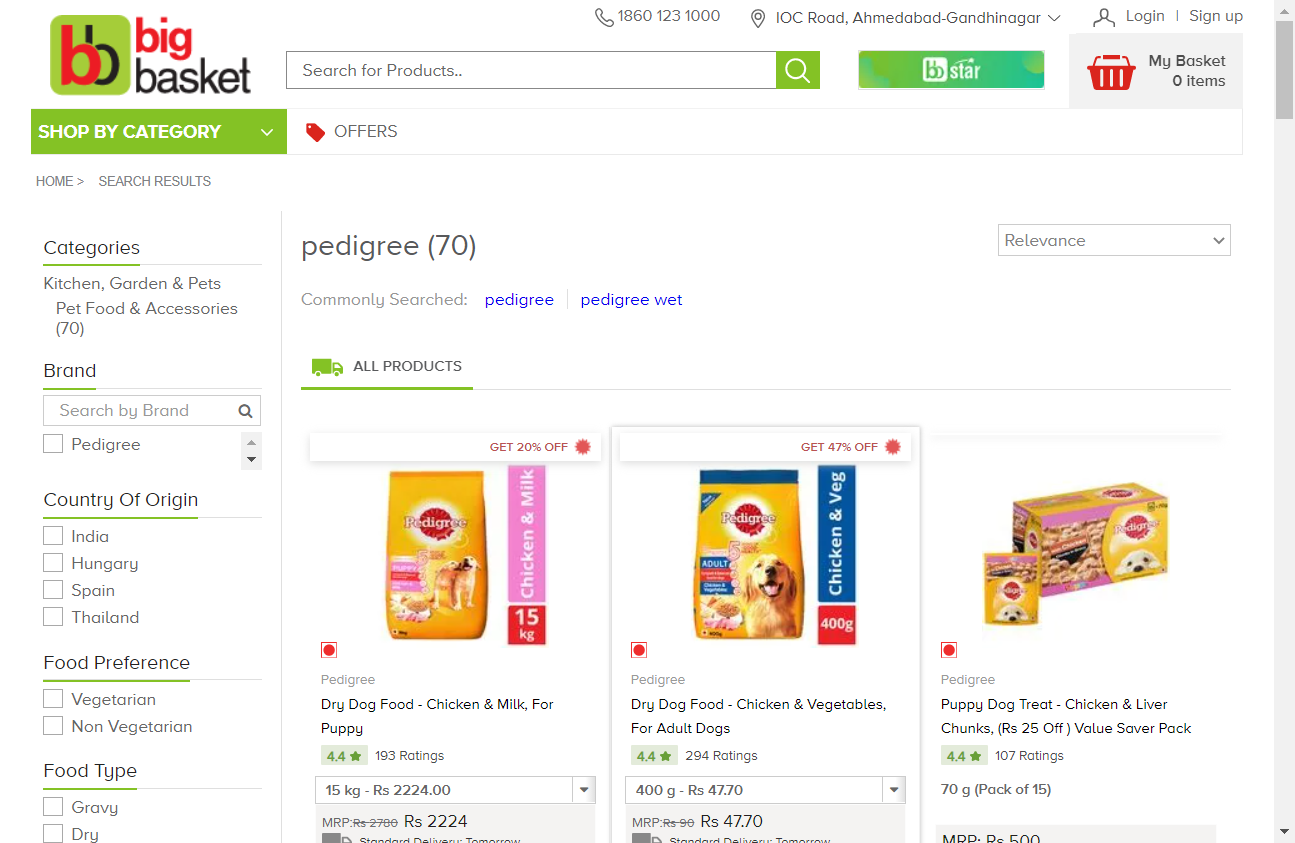 1860 123 1000
IOC Road, Ahmedabad-Gandhinagar
Login | Sign up
bb big basket
Search for Products..
bb star
My Basket
0 items
SHOP BY CATEGORY
OFFERS
HOME > SEARCH RESULTS
Categories
Kitchen, Garden & Pets
Pet Food & Accessories
(70)
Brand
Search by Brand
Pedigree
Country Of Origin
India
Hungary
Spain
Thailand
Food Preference
Vegetarian
Non Vegetarian
Food Type
Gravy
Dry
pedigree (70)
Relevance
Commonly Searched: pedigree pedigree wet
ALL PRODUCTS
GET 20% OFF
Pedigree
PUPPY
Chicken & Milk
15
kg
Pedigree
Dry Dog Food - Chicken & Milk, For
Puppy
4.4 193 Ratings
15 kg - Rs 2224.00
MRP:Rs 2780 Rs 2224
Standard Delivery: Tomorrow
GET 47% OFF
Pedigree
ADULT
Chicken & Veg
400g
Pedigree
Dry Dog Food - Chicken & Vegetables,
For Adult Dogs
4.4 294 Ratings
400 g - Rs 47.70
MRP:Rs 90 Rs 47.70
Standard Delivery: Tomorrow
Pedigree
Pedigree
Puppy Dog Treat - Chicken & Liver
Chunks, (Rs 25 Off ) Value Saver Pack
4.4 107 Ratings
70 g (Pack of 15)
MRP: Rs 500